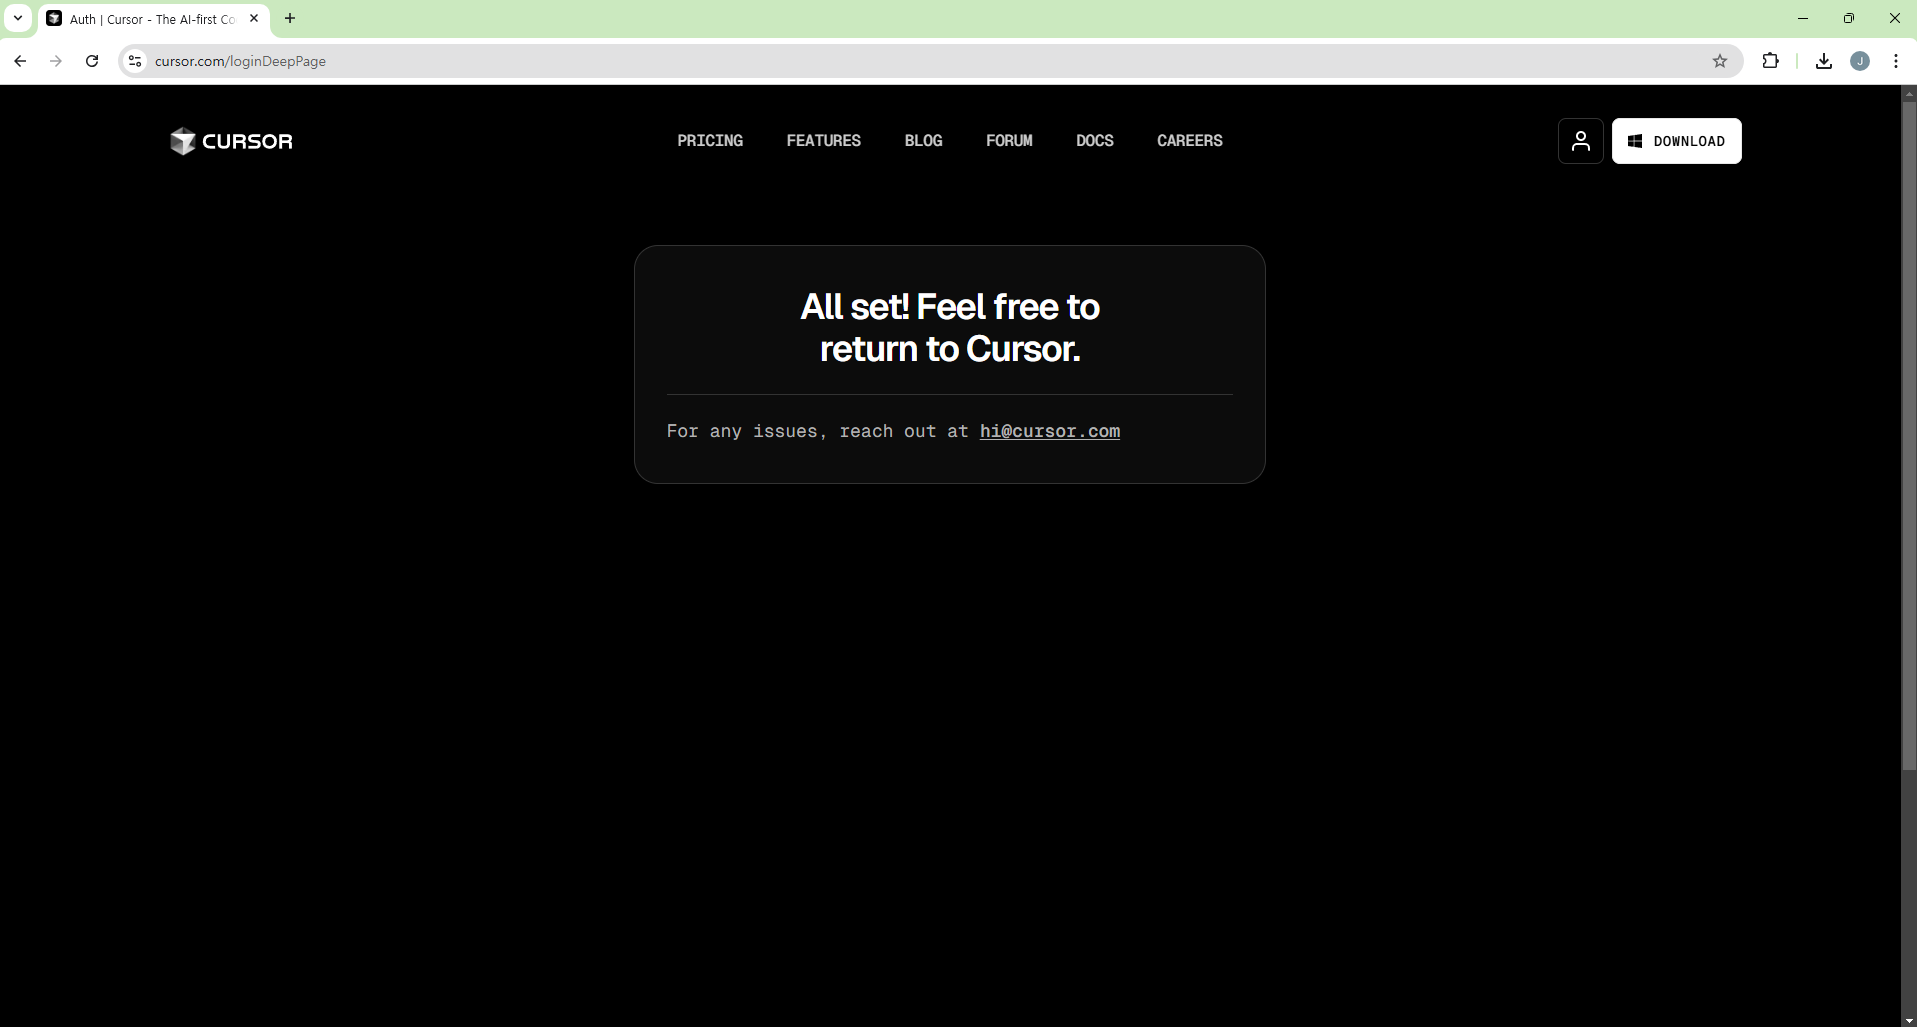 Auth | Cursor - The AI-first Co
cursor.com/loginDeepPage
J
CURSOR
PRICING FEATURES BLOG FORUM DOCS CAREERS
DOWNLOAD
All set! Feel free to
return to Cursor.
For any issues, reach out at hi@cursor.com